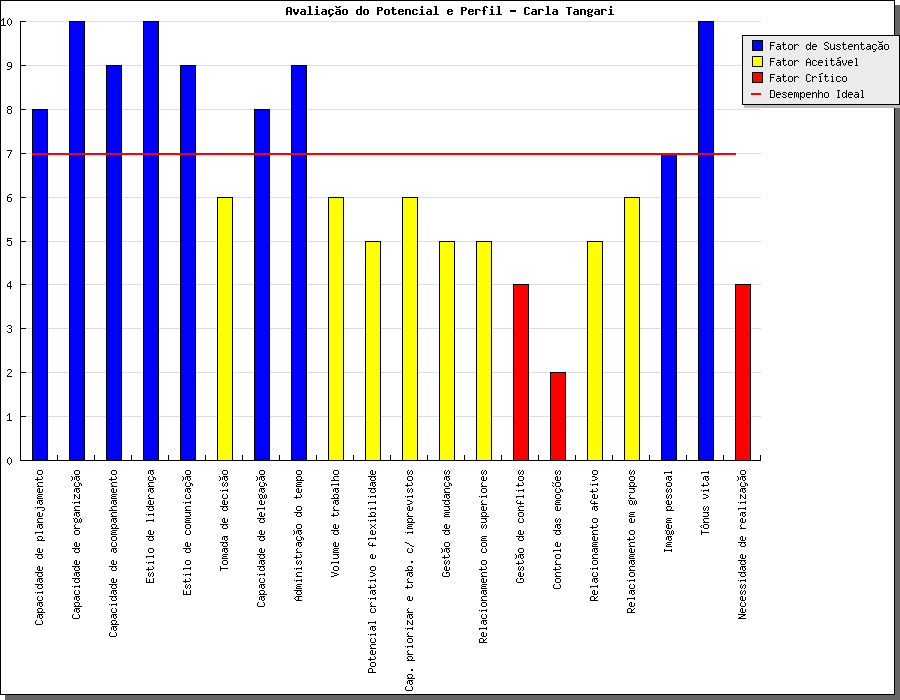 Avaliação do Potencial e Perfil - Carla Tangari
10
9
8
7
6
5
4
3
2
1
0
Fator de Sustentação
Fator Aceitável
Fator Crítico
Desempenho Ideal
Capacidade de planejamento
Capacidade de organização
Capacidade de acompanhamento
Estilo de liderança
Estilo de comunicação
Tomada de decisão
Capacidade de delegação
Administração do tempo
Volume de trabalho
Potencial criativo e flexibilidade
Cap. priorizar e trab. c/ imprevistos
Gestão de mudanças
Relacionamento com superiores
Gestão de conflitos
Controle das emoções
Relacionamento afetivo
Relacionamento em grupos
Imagem pessoal
Tônus vital
Necessidade de realização